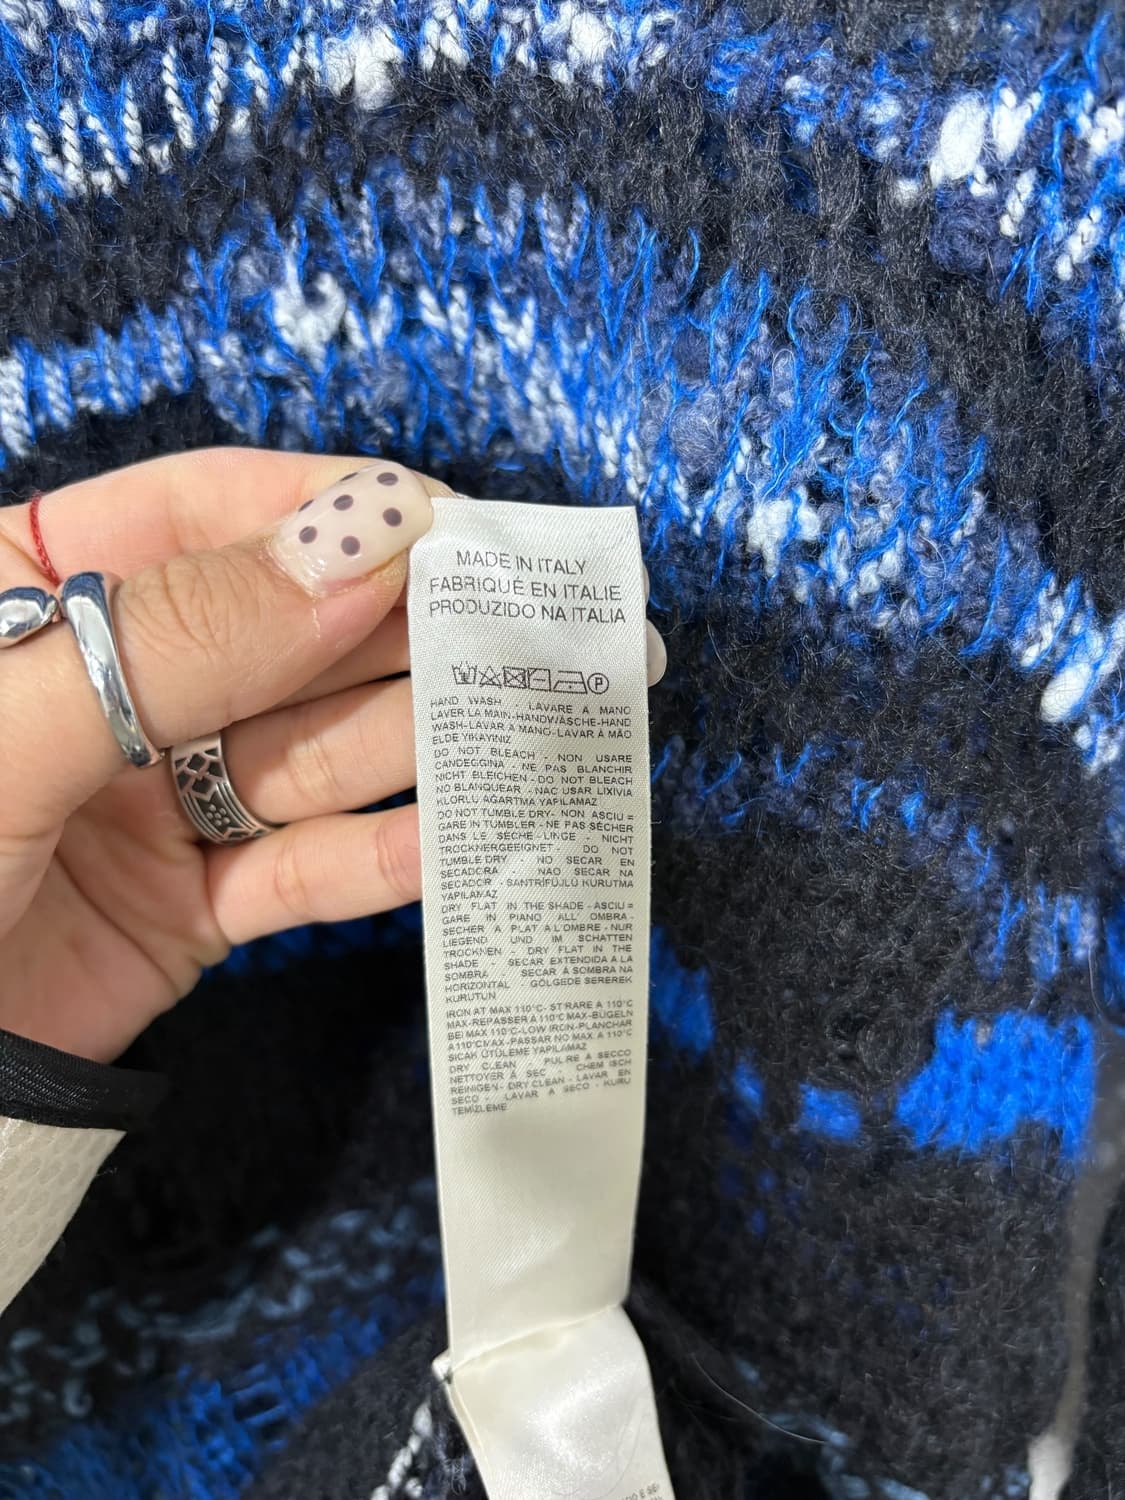 MADE IN ITALY
FABRIQUÉ EN ITALIE
PRODUZIDO NA ITALIA
P
HAND WASH LAVARE A MANO
LAVER LA MAIN-HANDWÄSCHE-HAND
WASH-LAVAR A MANO-LAVAR À MÃO
ELDE YIKAYINIZ
DO NOT BLEACH - NON USARE
CANDEGGINA - NE PAS BLANCHIR
NICHT BLEICHEN - DO NOT BLEACH
NO BLANQUEAR - NAC USAR LIXIVIA
KLORLU AĞARTMA YAPILAMAZ
DO NOT TUMBLE DRY- NON ASCIU =
GARE IN TUMBLER - NE PAS SÉCHER
DANS LE SÉCHE - LINGE - NICHT
TROCKNERGEEIGNET - DO NOT
TUMBLE DRY - NO SECAR EN
SECADORA - NAO SECAR NA
SECADOR - SANTRİFÜJLÜ KURUTMA
YAPILAMAZ
DRY FLAT IN THE SHADE - ASCIU =
GARE IN PIANO ALL' OMBRA -
SÉCHER A PLAT A L'OMBRE - NUR
LIEGEND UND IM SCHATTEN
TROCKNEN - DRY FLAT IN THE
SHADE - SECAR EXTENDIDA A LA
SOMBRA SECAR Á SOMBRA NA
HORIZONTAL GÖLGEDE SEREREK
KURUTUN
IRON AT MAX 110°C- STIRARE A 110°C
MAX-REPASSER À 110°C MAX-BÜGELN
BEI MAX 110°C-LOW IRON-PLANCHAR
A 110°C MAX-PASSAR NO MAX A 110°C
SICAK ÜTÜLEME YAPILAMAZ
DRY CLEAN PULIRE A SECCO
NETTOYER À SEC - CHEMISCH
REINIGEN- DRY CLEAN - LAVAR EN
SECO - LAVAR A SECO - KURU
TEMİZLEME